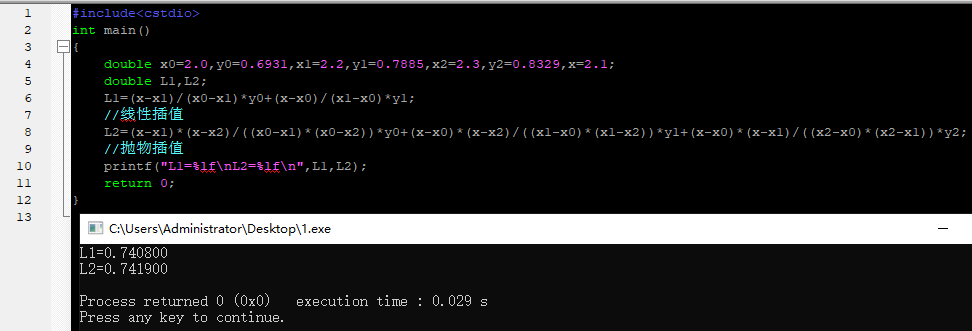 1 #include<cstdio>
2 int main()
3 {
4 double x0=2.0,y0=0.6931,x1=2.2,y1=0.7885,x2=2.3,y2=0.8329,x=2.1;
5 double L1,L2;
6 L1=(x-x1)/(x0-x1)*y0+(x-x0)/(x1-x0)*y1;
7 //线性插值
8 L2=(x-x1)*(x-x2)/((x0-x1)*(x0-x2))*y0+(x-x0)*(x-x2)/((x1-x0)*(x1-x2))*y1+(x-x0)*(x-x1)/((x2-x0)*(x2-x1))*y2;
9 //抛物插值
10 printf("L1=%lf\nL2=%lf\n",L1,L2);
11 return 0;
12 }
13
C:\Users\Administrator\Desktop\1.exe
L1=0.740800
L2=0.741900
Process returned 0 (0x0) execution time : 0.029 s
Press any key to continue.